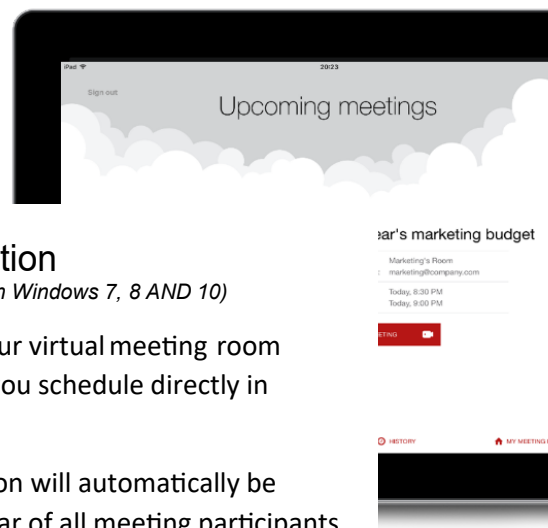 iPad
20:23
Sign out
Upcoming meetings
ear's marketing budget
Marketing's Room
: marketing@company.com
Today, 8:30 PM
Today, 9:00 PM
ETING
HISTORY
MY MEETING
tion
n Windows 7, 8 AND 10)
ur virtual meeting room
ou schedule directly in
on will automatically be
ar of all meeting participants